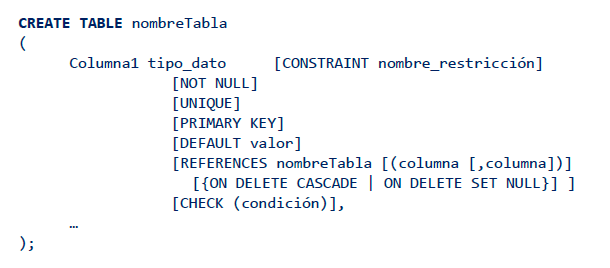 CREATE TABLE nombreTabla
(
Columna1 tipo_dato [CONSTRAINT nombre_restricción]
[NOT NULL]
[UNIQUE]
[PRIMARY KEY]
[DEFAULT valor]
[REFERENCES nombreTabla [(columna [,columna])]
[{ON DELETE CASCADE | ON DELETE SET NULL}] ]
[CHECK (condición)],
…
);